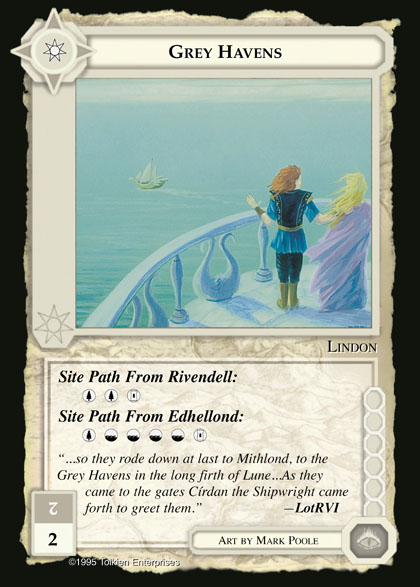 Grey Havens
Lindon
Site Path From Rivendell:
Site Path From Edhellond:
“...so they rode down at last to Mithlond, to the
Grey Havens in the long firth of Lune...As they
came to the gates Círdan the Shipwright came
forth to greet them.” –LotRVI
2
2
Art by Mark Poole
©1995 Tolkien Enterprises